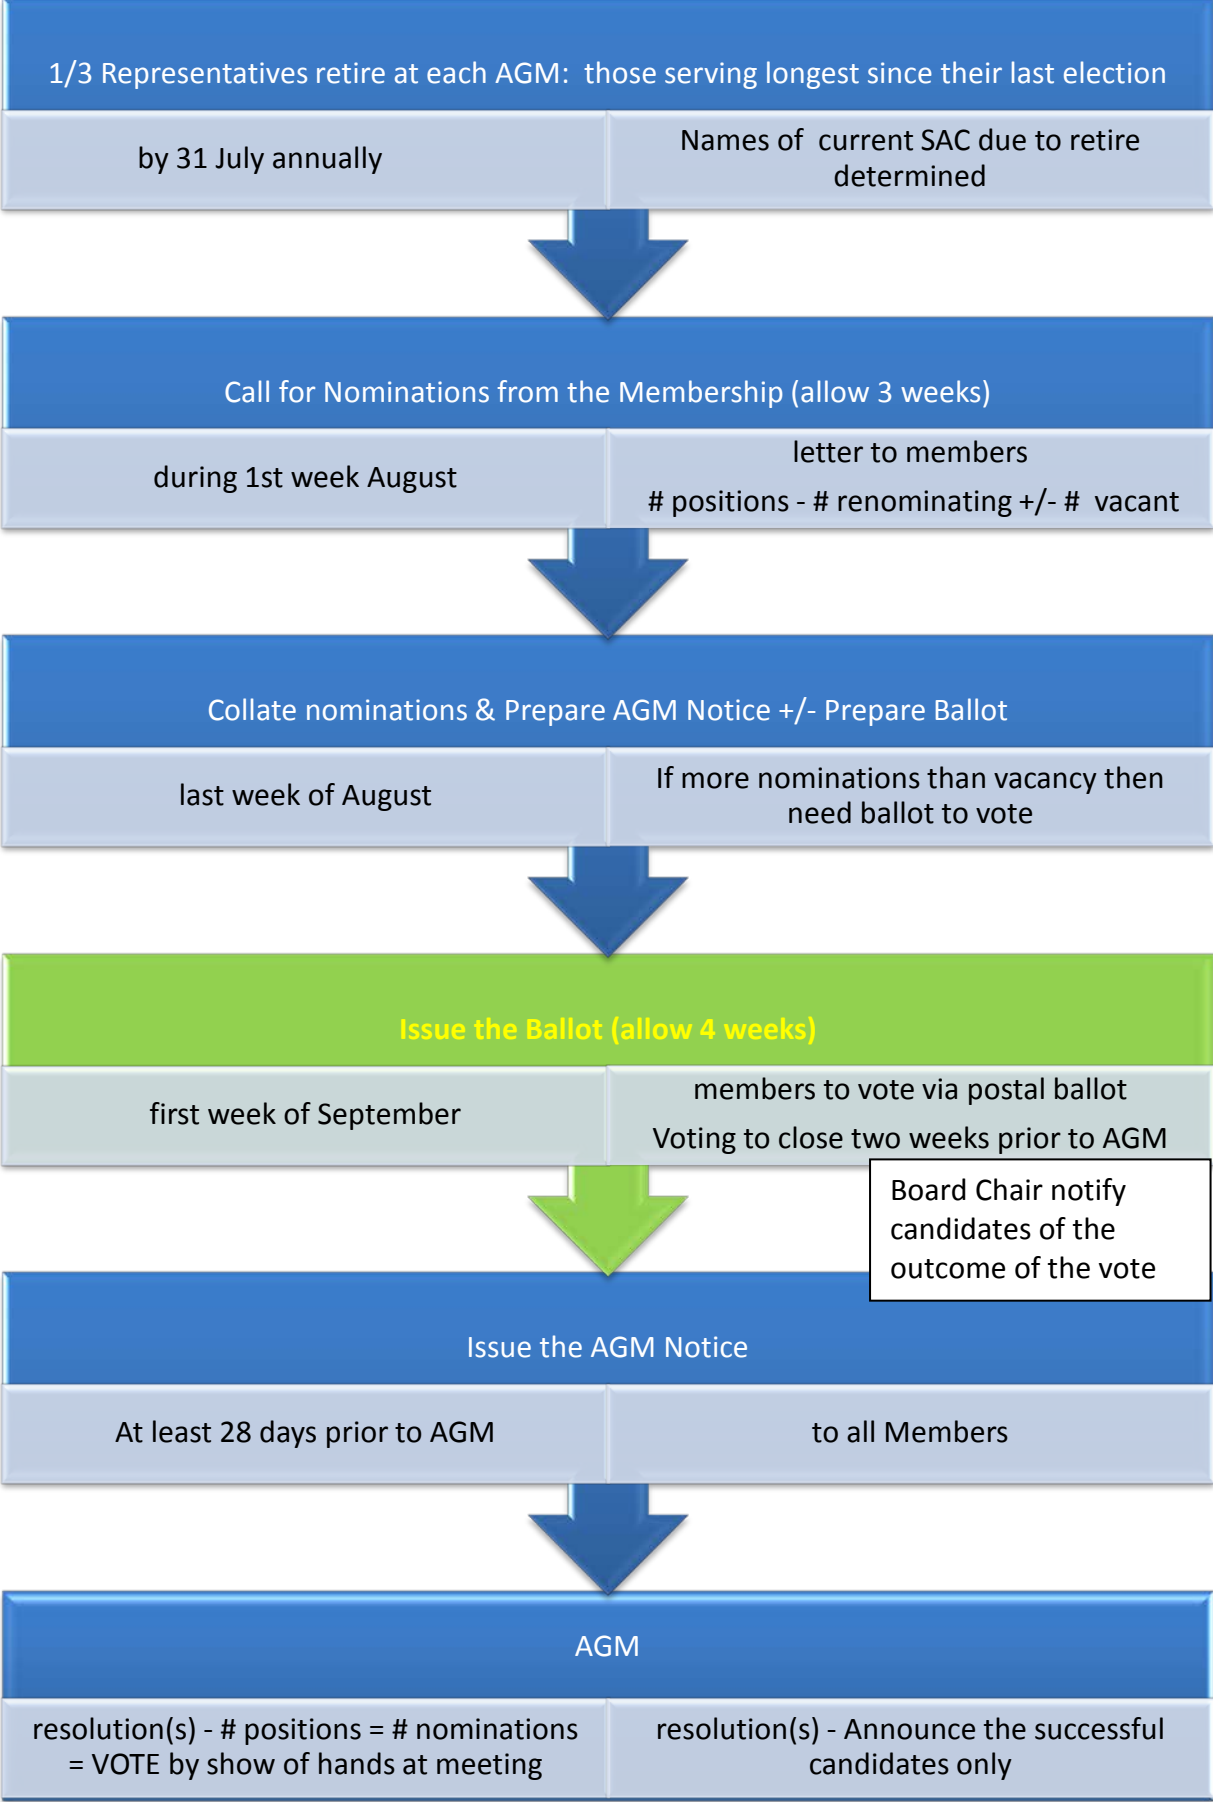 1/3 Representatives retire at each AGM:  those serving longest since their last election
by 31 July annually
Names of  current SAC due to retire
determined
Call for Nominations from the Membership (allow 3 weeks)
during 1st week August
letter to members
# positions - # renominating +/- #  vacant
Collate nominations & Prepare AGM Notice +/- Prepare Ballot
last week of August
If more nominations than vacancy then
need ballot to vote
Issue the Ballot (allow 4 weeks)
first week of September
members to vote via postal ballot
Voting to close two weeks prior to AGM
Board Chair notify
candidates of the
outcome of the vote
Issue the AGM Notice
At least 28 days prior to AGM
to all Members
AGM
resolution(s) - # positions = # nominations
= VOTE by show of hands at meeting
resolution(s) - Announce the successful
candidates only